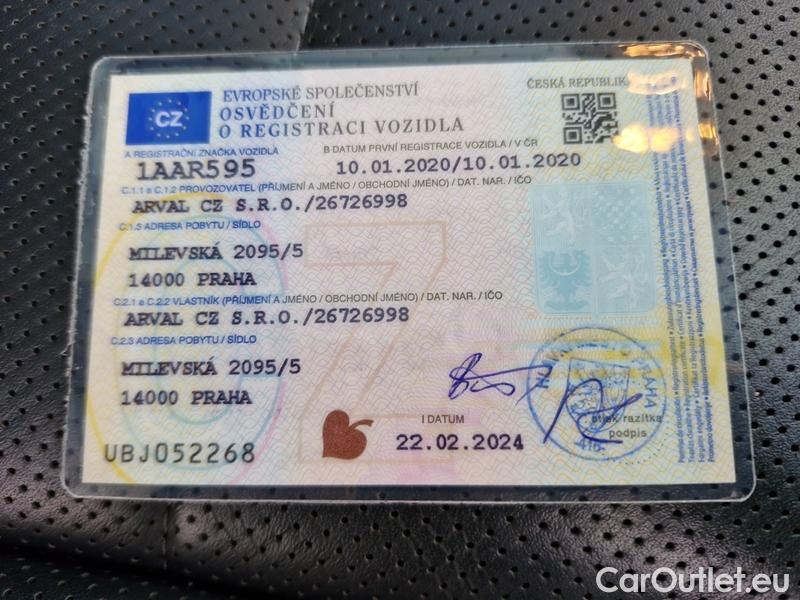 EVROPSKÉ SPOLEČENSTVÍ
ČESKÁ REPUBLIKA
CZ
OSVĚDČENÍ
O REGISTRACI VOZIDLA
A REGISTRAČNÍ ZNAČKA VOZIDLA
B DATUM PRVNÍ REGISTRACE VOZIDLA / V ČR
1AAR595
10.01.2020/10.01.2020
C.1.1 a C.1.2 PROVOZOVATEL (PŘÍJMENÍ A JMÉNO / OBCHODNÍ JMÉNO) / DAT. NAR. / IČO
ARVAL CZ S.R.O./26726998
C.1.3 ADRESA POBYTU / SÍDLO
MILEVSKÁ 2095/5
14000 PRAHA
C.2.1 a C.2.2 VLASTNÍK (PŘÍJMENÍ A JMÉNO / OBCHODNÍ JMÉNO) / DAT. NAR. / IČO
ARVAL CZ S.R.O./26726998
C.2.3 ADRESA POBYTU / SÍDLO
MILEVSKÁ 2095/5
14000 PRAHA
I DATUM
22.02.2024
otisk razítka
podpis
PRAHA
UBJ052268
CarOutlet.eu